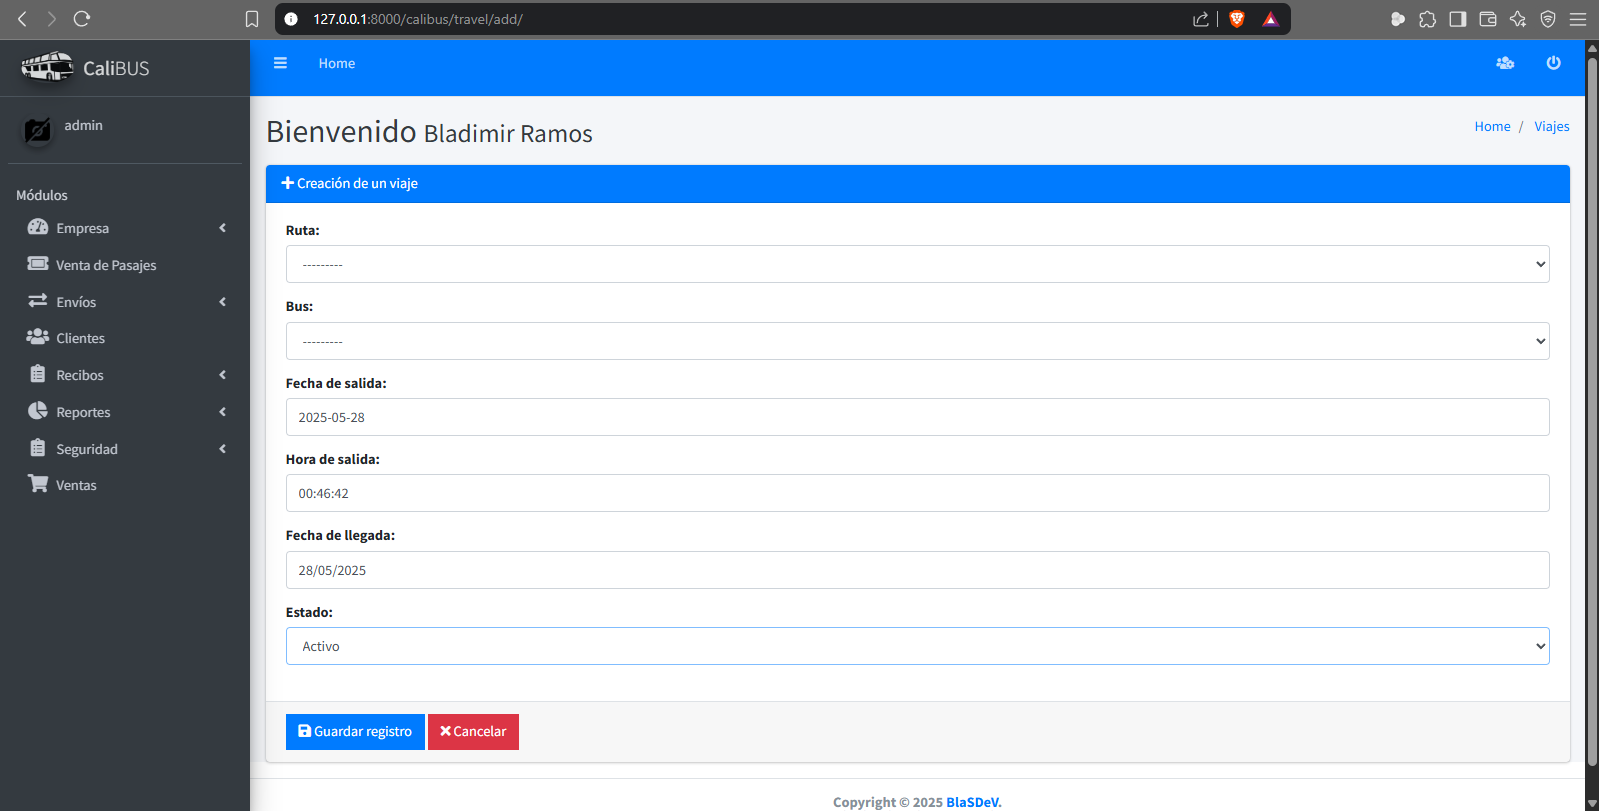 127.0.0.1:8000/calibus/travel/add/
CaliBUS
Home
admin
Bienvenido Bladimir Ramos
Home / Viajes
Creación de un viaje
Módulos
Empresa
Venta de Pasajes
Envíos
Clientes
Recibos
Reportes
Seguridad
Ventas
Ruta:
---------
Bus:
---------
Fecha de salida:
2025-05-28
Hora de salida:
00:46:42
Fecha de llegada:
28/05/2025
Estado:
Activo
Guardar registro
Cancelar
Copyright © 2025 BlaSDeV.